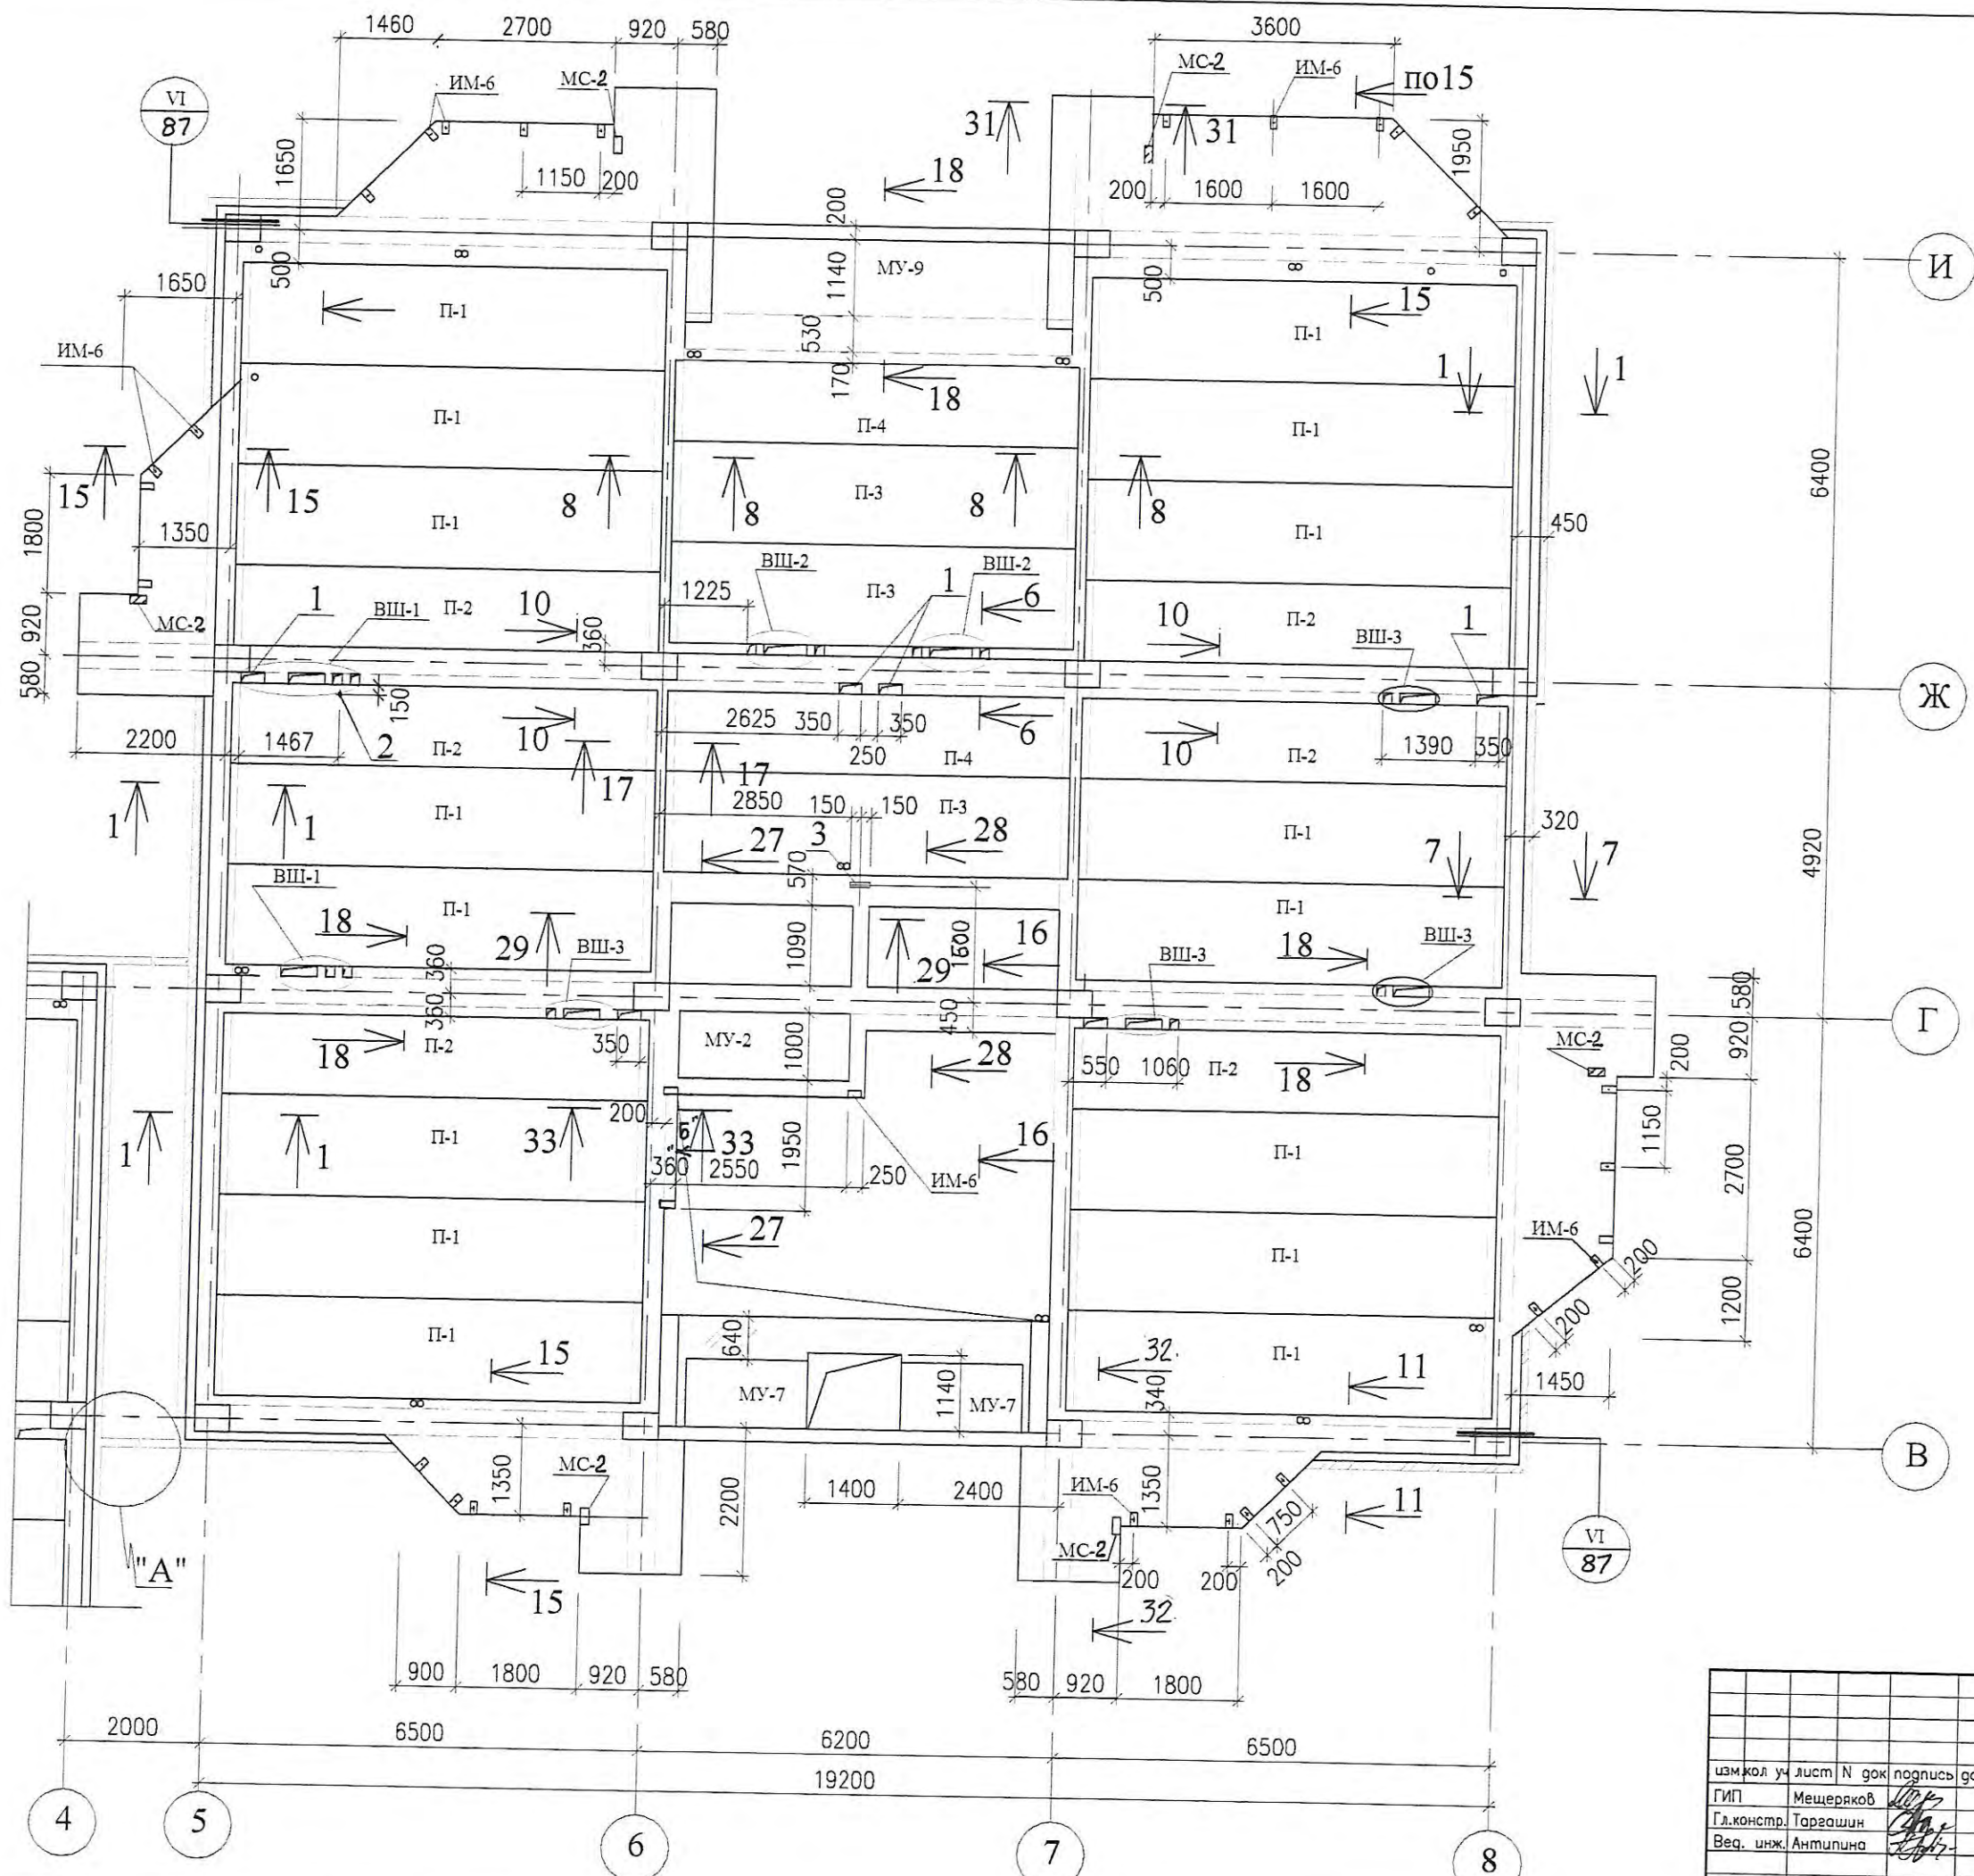 1460 2700 920 580 3600
VI
87
ИМ-6 МС-2 МС-2 ИМ-6 по15
31 31
1650 1150 200 18 200 200 1600 1600 1950
И
500 1140 МУ-9 500
1650 П-1 530 П-1 15
ИМ-6 170 18 1 1
П-1 П-4 П-1
6400
15 15 8 8 П-3 8 8
1800 1350 П-1 П-1 450
ВШ-2 ВШ-2
920 МС-2 1 ВШ-1 П-2 10 360 1225 П-3 1 6 10 П-2 ВШ-3 1
580 150
Ж
2200 1467 2 П-2 10 2625 350 350 250 6 10 П-2 1390 350
17 17 П-4
1 1 П-1 2850 150 150 П-3 П-1 320
27 3 28 7 7
4920
570
ВШ-1 П-1 П-1
18 29 ВШ-3 1090 29 1600 16 ВШ-3 18 ВШ-3
360 360 580
Г
18 П-2 350 МУ-2 1000 450 28 550 1060 П-2 18 МС-2 200 920
200 "Б" 1150
1 1 П-1 33 33 1950 16 П-1
360 2550 250 ИМ-6 2700
П-1 27 П-1 ИМ-6 200 6400
200 1200
П-1 15 640 МУ-7 1140 МУ-7 32 340 П-1 11 1450
В
1350 МС-2 2200 1400 2400 ИМ-6 1350 750 11
"А" 15 МС-2 200 200 200
VI
87
32
900 1800 920 580 580 920 1800
2000 6500 6200 6500
19200
4 5 6 7 8
изм кол уч лист N док подпись
ГИП Мещеряков
Гл.констр. Таргашин
Вед. инж. Антипина